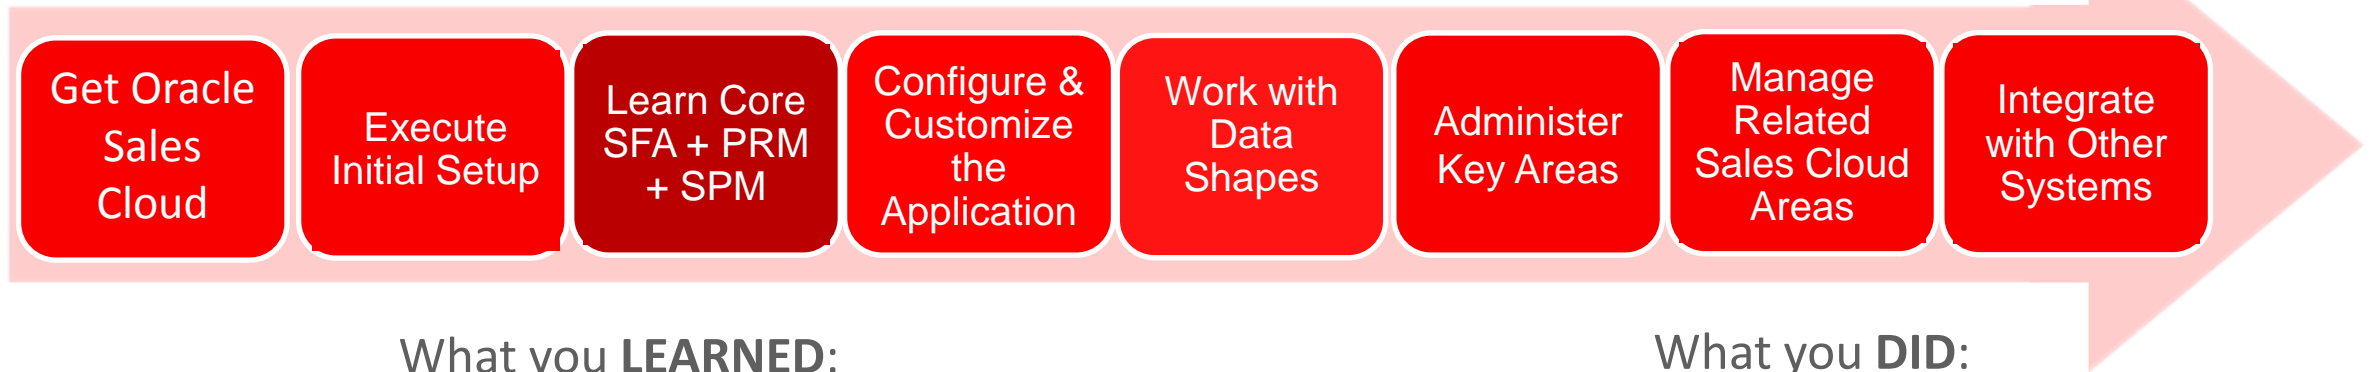 Get Oracle
Sales
Cloud
Execute
Initial Setup
Learn Core
SFA + PRM
+ SPM
Configure &
Customize
the
Application
Work with
Data
Shapes
Administer
Key Areas
Manage
Related
Sales Cloud
Areas
Integrate
with Other
Systems
What you LEARNED:
What you DID: